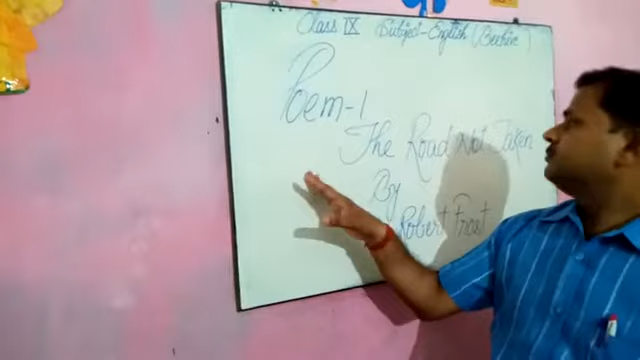 Class IX Subject-English (Beehive)
Poem-1
The Road Not Taken
By
Robert Frost